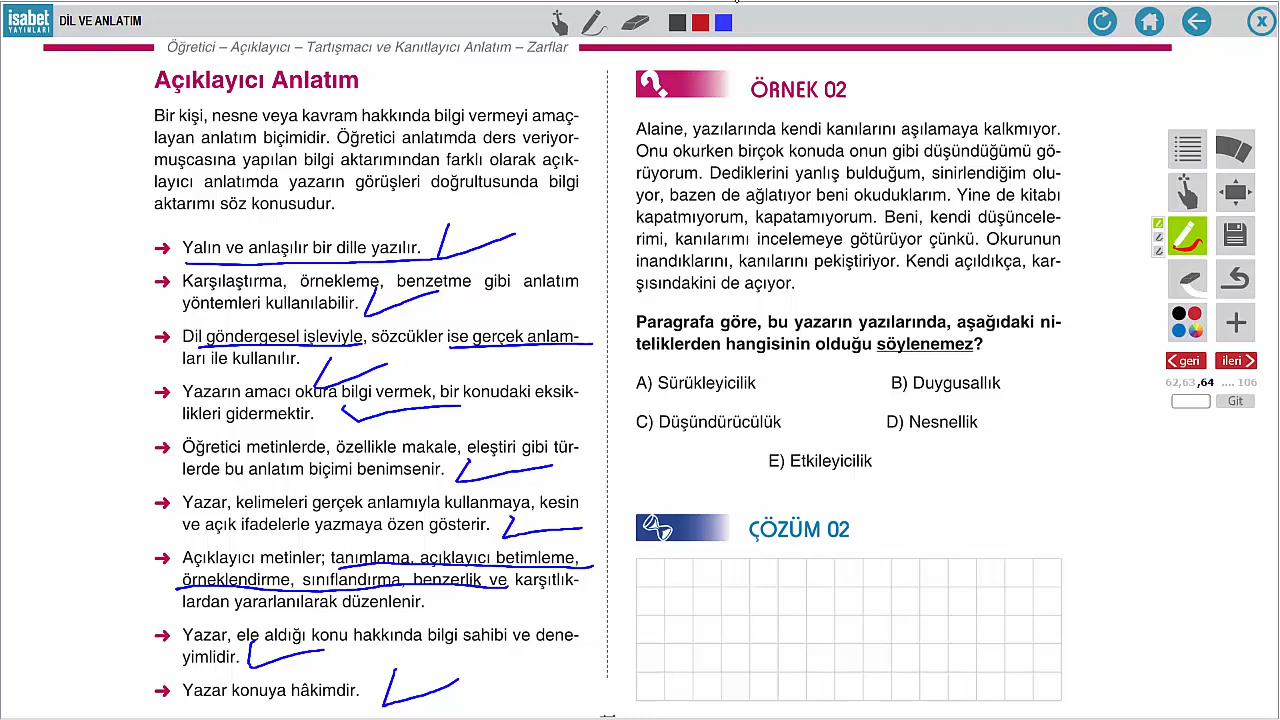 isabet
YAYINLARI
DİL VE ANLATIM
Öğretici – Açıklayıcı – Tartışmacı ve Kanıtlayıcı Anlatım – Zarflar
Açıklayıcı Anlatım
Bir kişi, nesne veya kavram hakkında bilgi vermeyi amaç-
layan anlatım biçimidir. Öğretici anlatımda ders veriyor-
muşcasına yapılan bilgi aktarımından farklı olarak açık-
layıcı anlatımda yazarın görüşleri doğrultusunda bilgi
aktarımı söz konusudur.
Yalın ve anlaşılır bir dille yazılır.
Karşılaştırma, örnekleme, benzetme gibi anlatım
yöntemleri kullanılabilir.
Dil göndergesel işleviyle, sözcükler ise gerçek anlam-
ları ile kullanılır.
Yazarın amacı okura bilgi vermek, bir konudaki eksik-
likleri gidermektir.
Öğretici metinlerde, özellikle makale, eleştiri gibi tür-
lerde bu anlatım biçimi benimsenir.
Yazar, kelimeleri gerçek anlamıyla kullanmaya, kesin
ve açık ifadelerle yazmaya özen gösterir.
Açıklayıcı metinler; tanımlama, açıklayıcı betimleme,
örneklendirme, sınıflandırma, benzerlik ve karşıtlık-
lardan yararlanılarak düzenlenir.
Yazar, ele aldığı konu hakkında bilgi sahibi ve dene-
yimlidir.
Yazar konuya hâkimdir.
ÖRNEK 02
Alaine, yazılarında kendi kanılarını aşılamaya kalkmıyor.
Onu okurken birçok konuda onun gibi düşündüğümü gö-
rüyorum. Dediklerini yanlış bulduğum, sinirlendiğim olu-
yor, bazen de ağlatıyor beni okuduklarım. Yine de kitabı
kapatmıyorum, kapatamıyorum. Beni, kendi düşüncele-
rimi, kanılarımı incelemeye götürüyor çünkü. Okurunun
inandıklarını, kanılarını pekiştiriyor. Kendi açıldıkça, kar-
şısındakini de açıyor.
Paragrafa göre, bu yazarın yazılarında, aşağıdaki ni-
teliklerden hangisinin olduğu söylenemez?
A) Sürükleyicilik B) Duygusallık
C) Düşündürücülük D) Nesnellik
E) Etkileyicilik
ÇÖZÜM 02
geri ileri
62,63,64 .... 106
Git